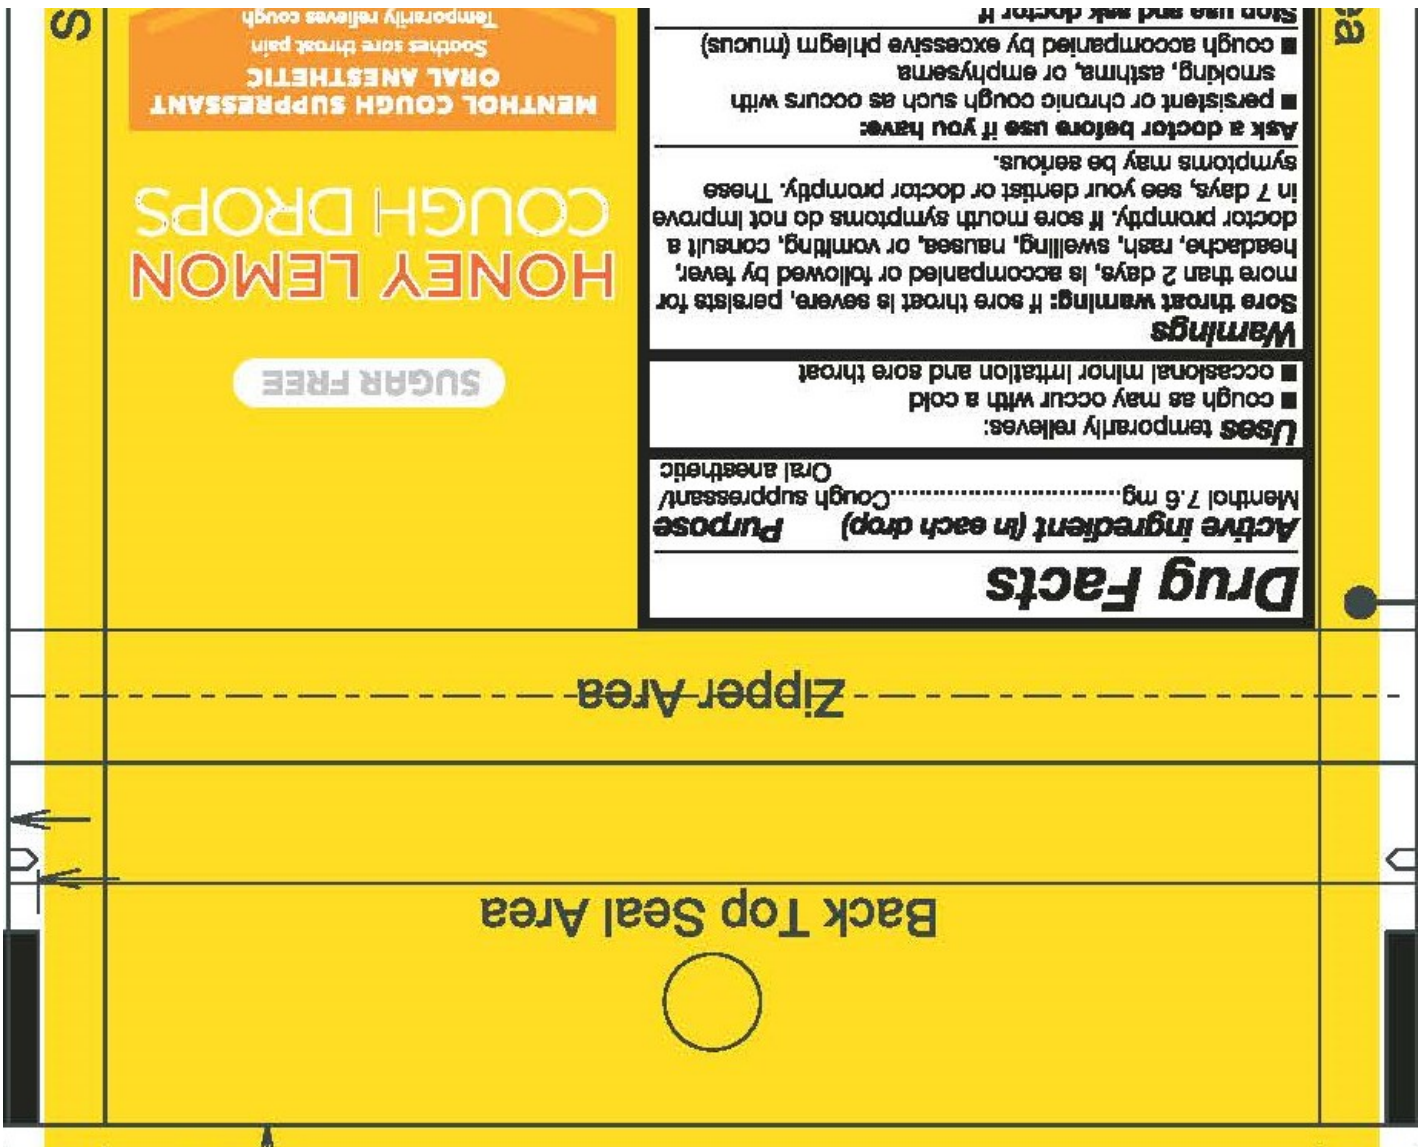 Back Top Seal Area
Zipper Area
Drug Facts
Active ingredient (in each drop) Purpose
Menthol 7.6 mg.................................Cough suppressant/
Oral anesthetic
Uses temporarily relieves:
■ cough as may occur with a cold
■ occasional minor irritation and sore throat
Warnings
Sore throat warning: If sore throat is severe, persists for
more than 2 days, is accompanied or followed by fever,
headache, rash, swelling, nausea, or vomiting, consult a
doctor promptly. If sore mouth symptoms do not improve
in 7 days, see your dentist or doctor promptly. These
symptoms may be serious.
Ask a doctor before use if you have:
■ persistent or chronic cough such as occurs with
smoking, asthma, or emphysema
■ cough accompanied by excessive phlegm (mucus)
Stop use and ask doctor if
SUGAR FREE
HONEY LEMON
COUGH DROPS
MENTHOL COUGH SUPPRESSANT
ORAL ANESTHETIC
Soothes sore throat pain
Temporarily relieves cough
ea
S